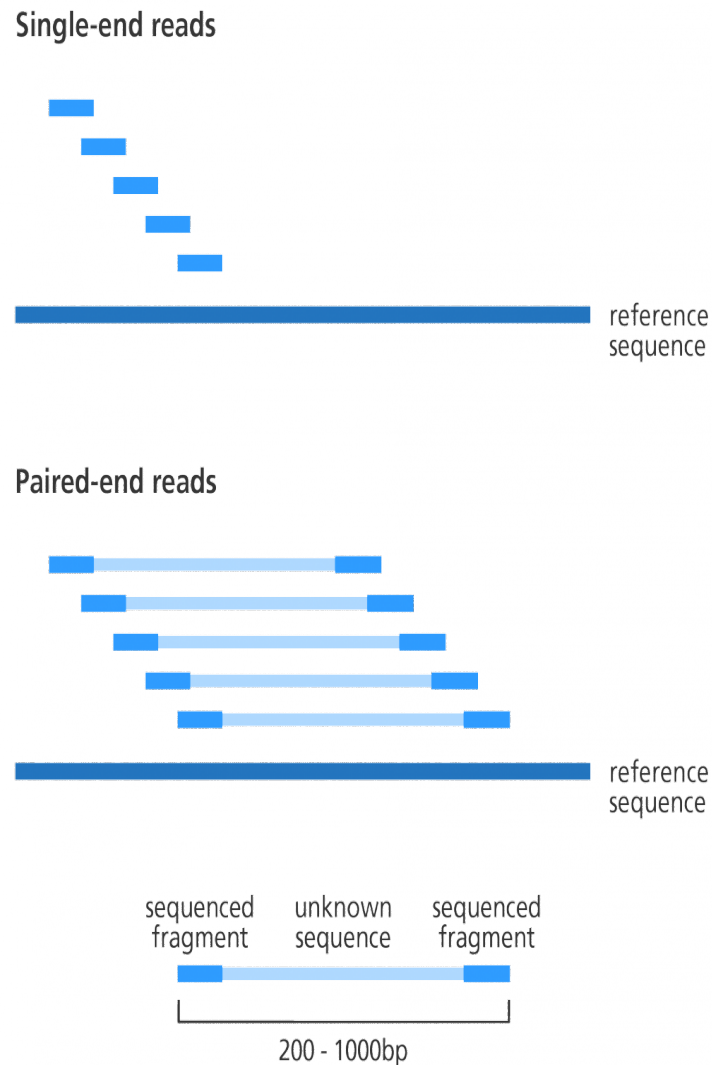 Single-end reads
reference
sequence
Paired-end reads
reference
sequence
sequenced
fragment
unknown
sequence
sequenced
fragment
200 - 1000bp